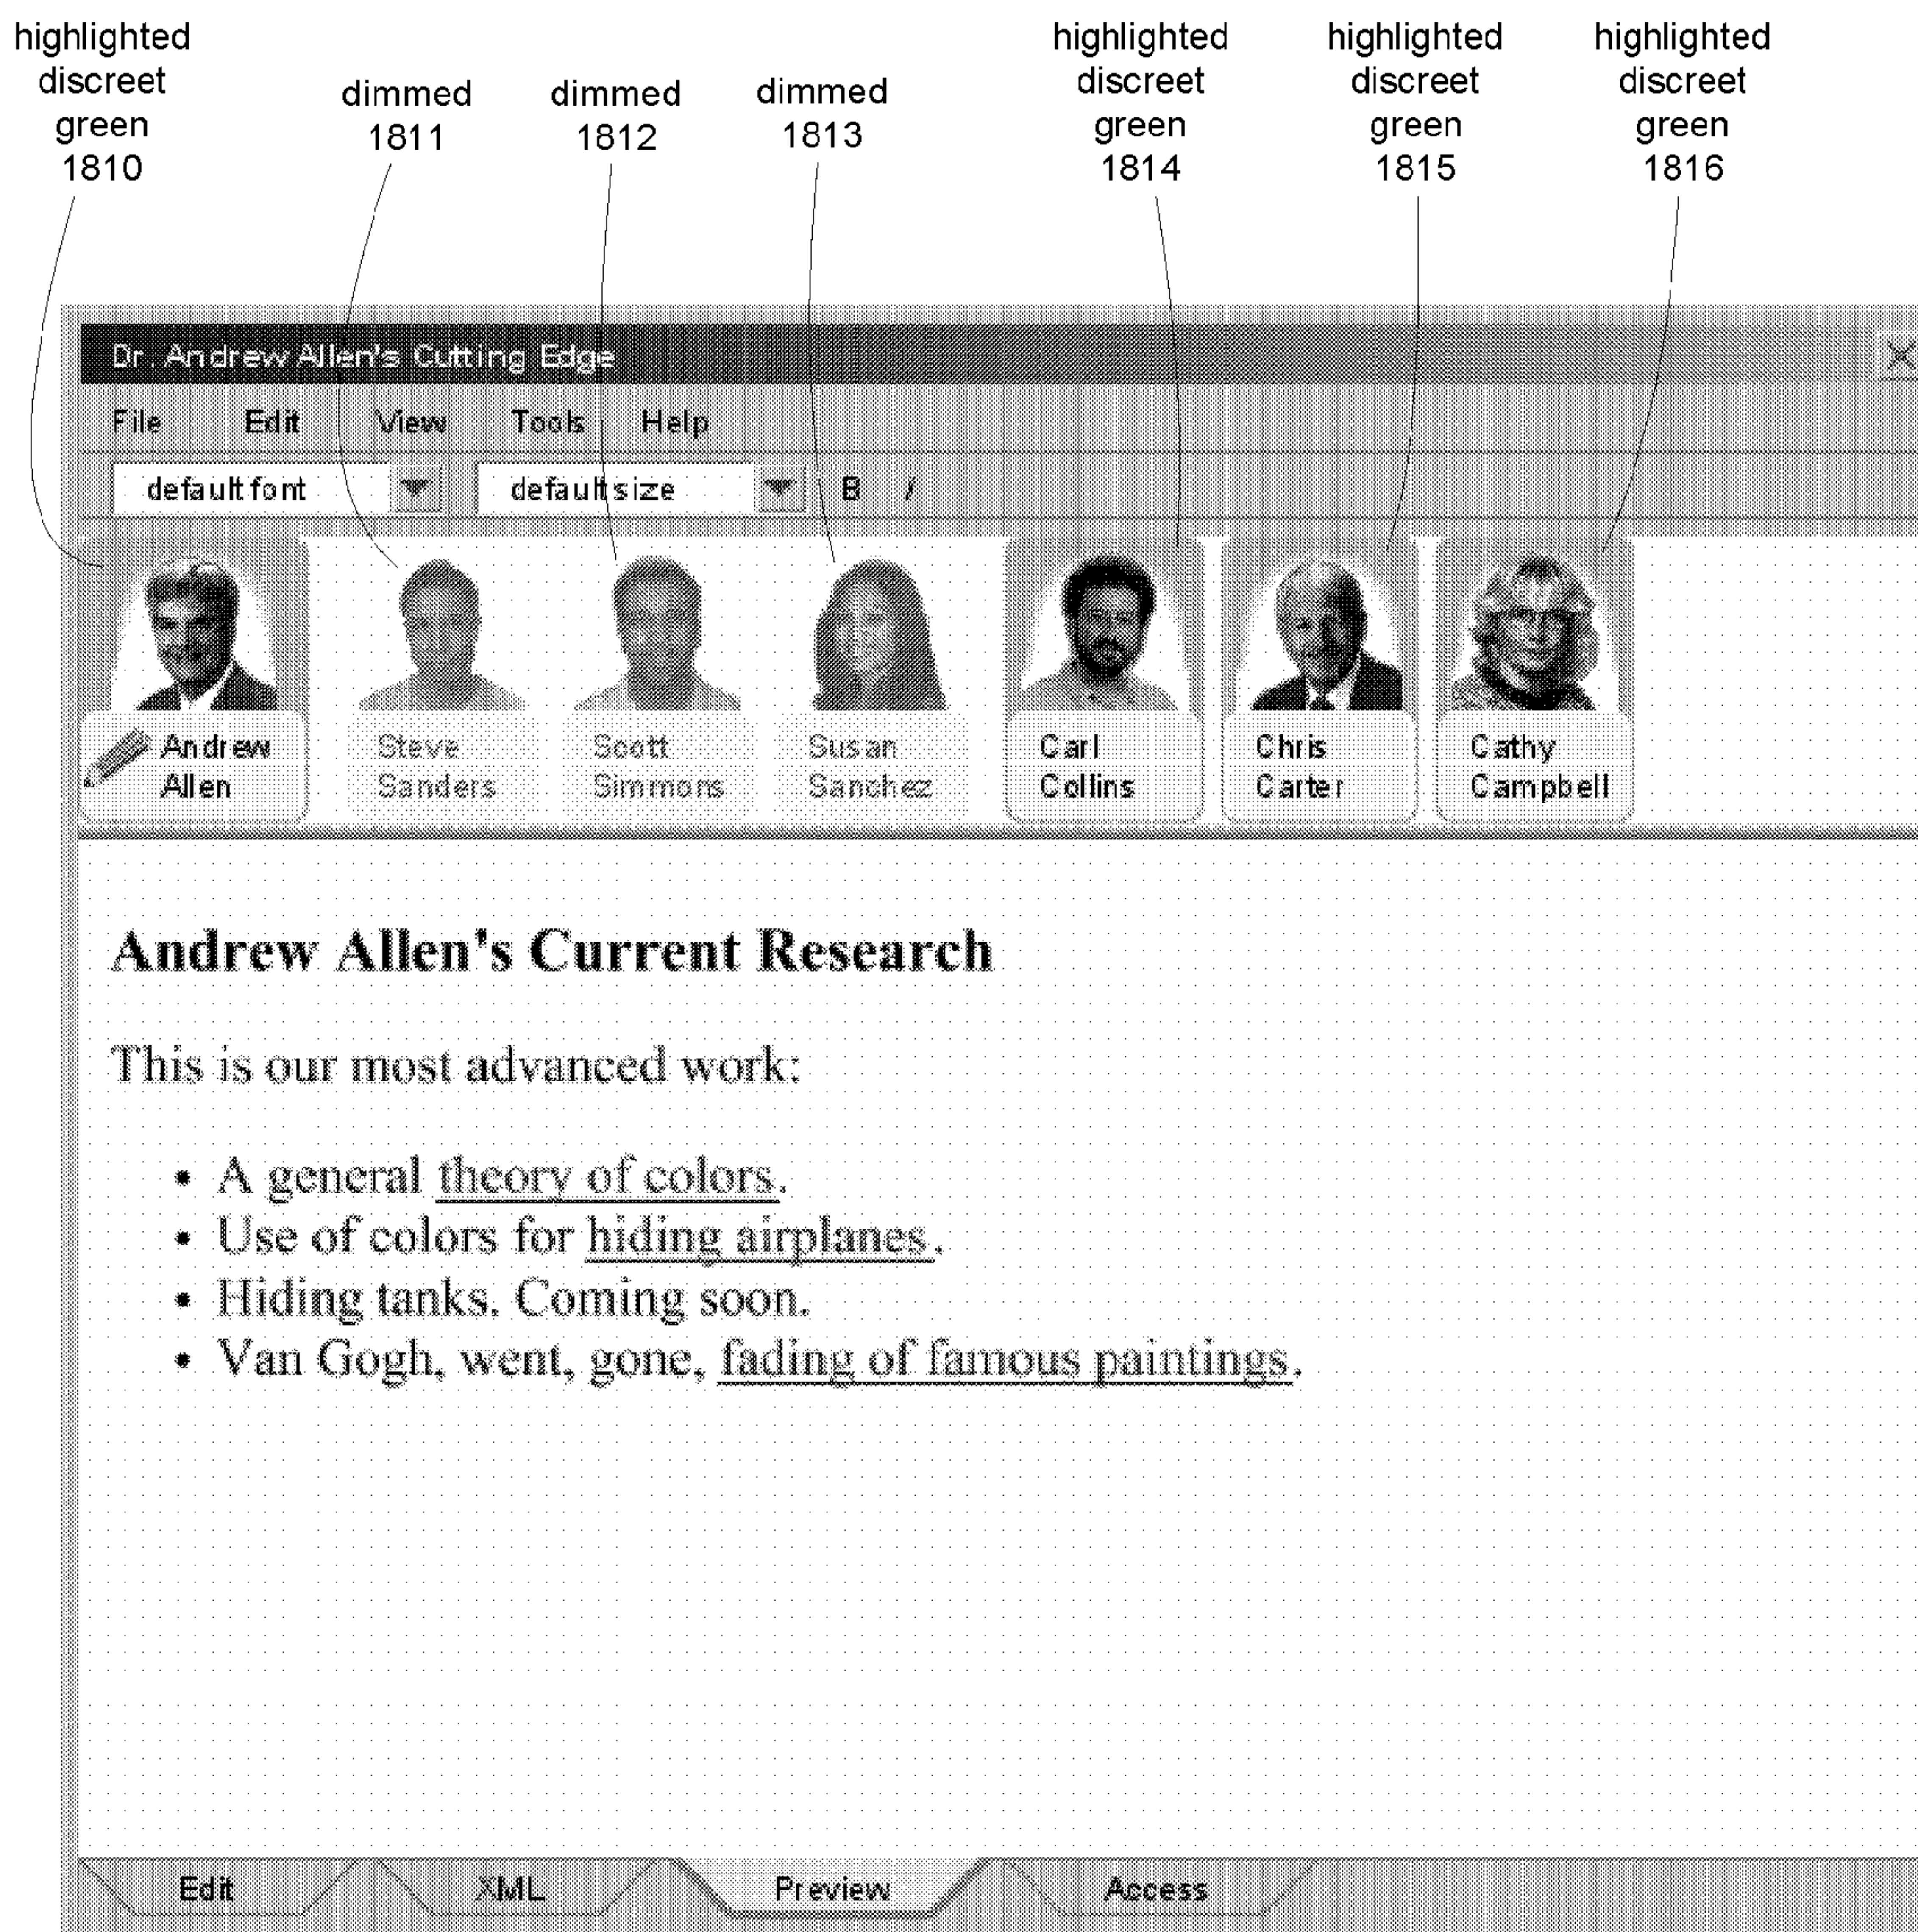 highlighted
discreet
green
1810
dimmed
1811
dimmed
1812
dimmed
1813
highlighted
discreet
green
1814
highlighted
discreet
green
1815
highlighted
discreet
green
1816
Dr. Andrew Allen's Cutting Edge
File Edit View Tools Help
default font default size B I
Andrew
Allen
Steve
Sanders
Scott
Simmons
Susan
Sanchez
Carl
Collins
Chris
Carter
Cathy
Campbell
Andrew Allen's Current Research
This is our most advanced work:
• A general theory of colors.
• Use of colors for hiding airplanes.
• Hiding tanks. Coming soon.
• Van Gogh, went, gone, fading of famous paintings.
Edit XML Preview Access